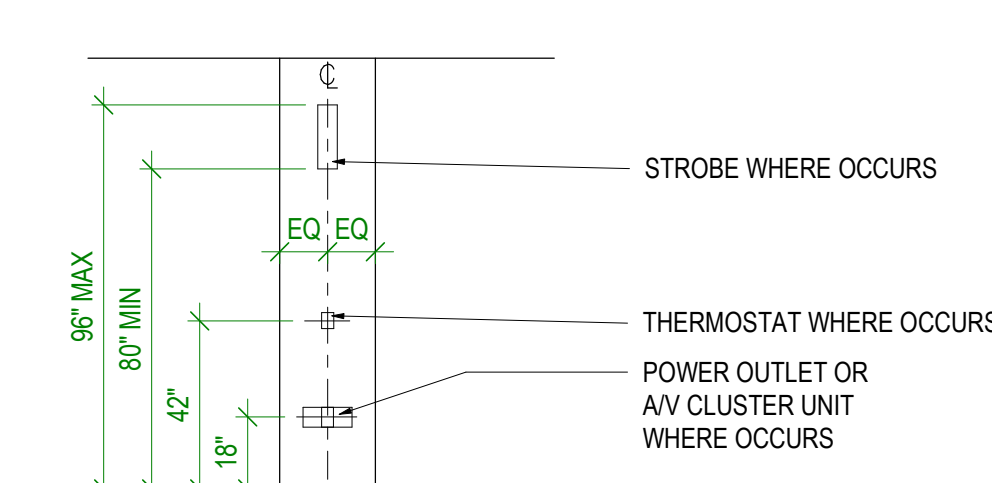 ℄
STROBE WHERE OCCURS
EQ EQ
96" MAX
80" MIN
42"
18"
THERMOSTAT WHERE OCCURS
POWER OUTLET OR
A/V CLUSTER UNIT
WHERE OCCURS